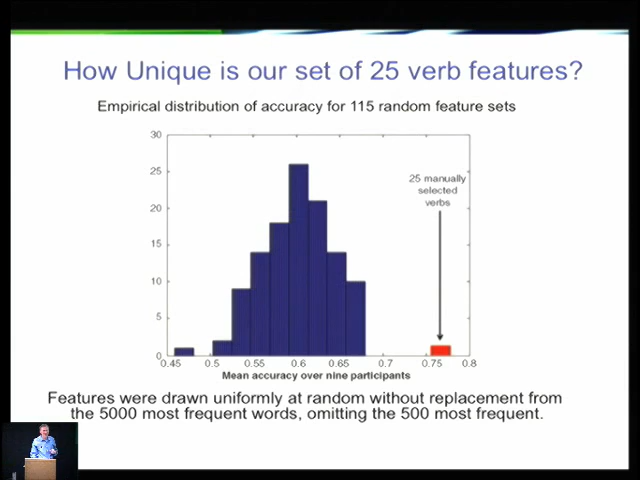 How Unique is our set of 25 verb features?
Empirical distribution of accuracy for 115 random feature sets
30
25
20
15
10
5
0
25 manually
selected
verbs
0.45 0.5 0.55 0.6 0.65 0.7 0.75 0.8
Mean accuracy over nine participants
Features were drawn uniformly at random without replacement from
the 5000 most frequent words, omitting the 500 most frequent.